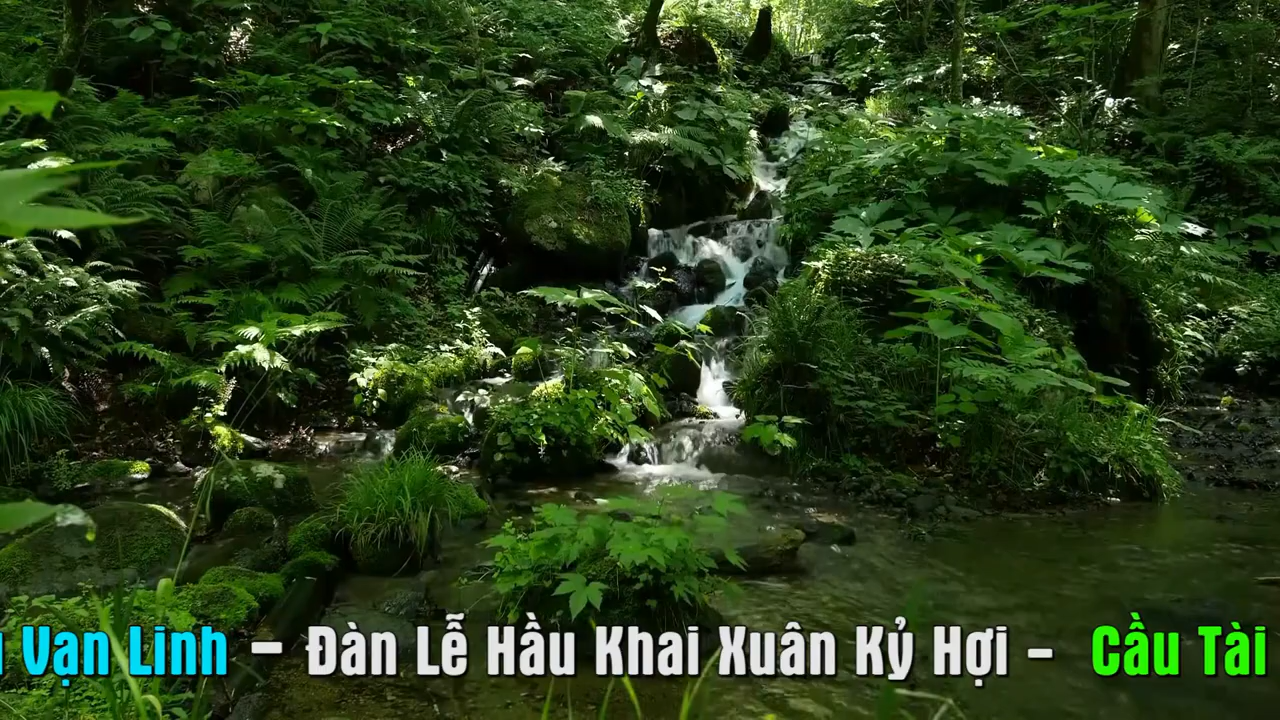 Vạn Linh - Đàn Lễ Hầu Khai Xuân Kỷ Hợi - Cầu Tài